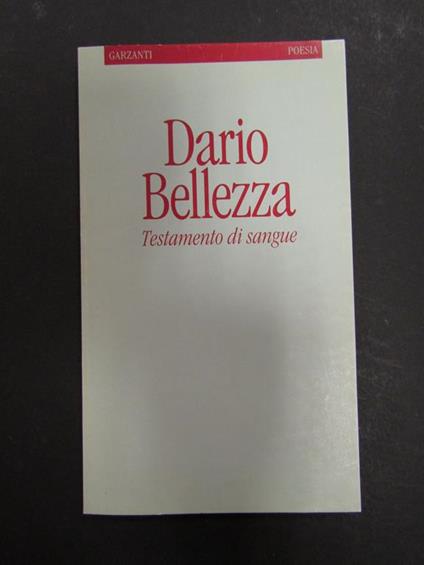 GARZANTI POESIA
Dario
Bellezza
Testamento di sangue